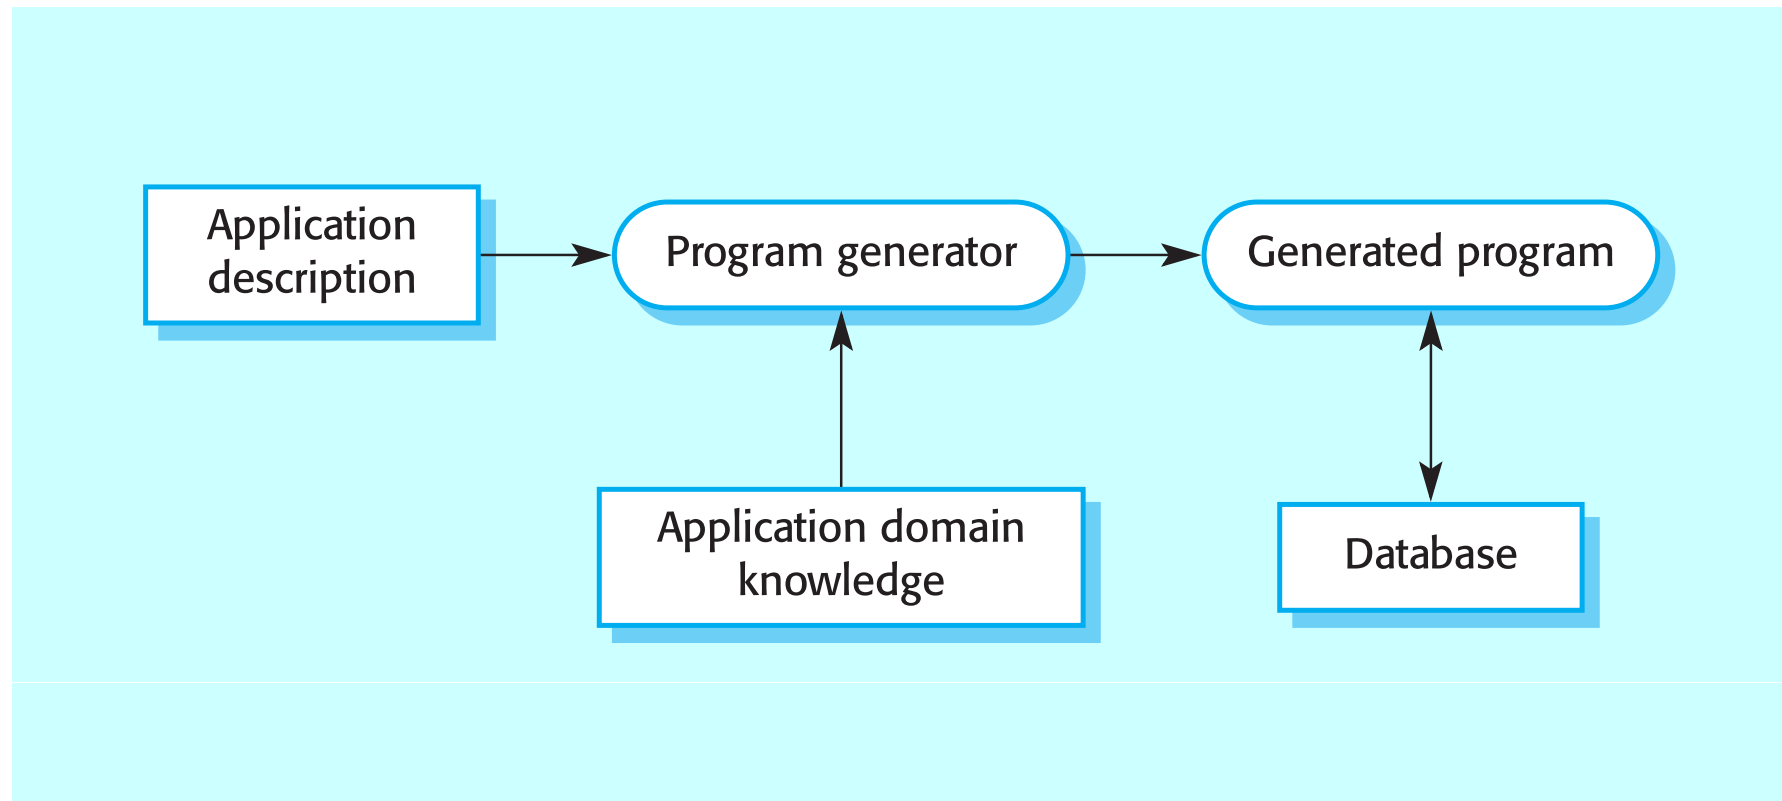 Application
description
Program generator
Generated program
Application domain
knowledge
Database